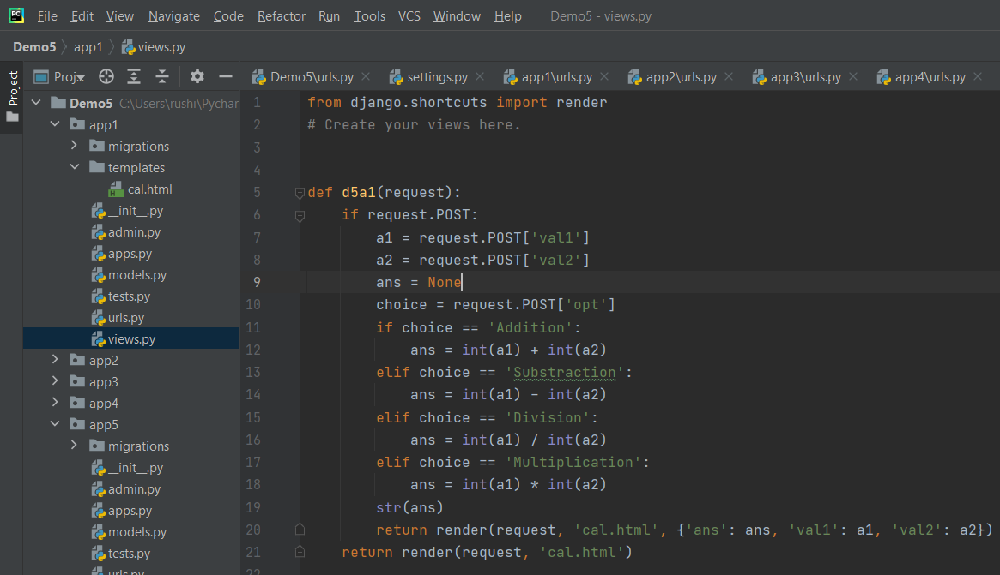 PC File Edit View Navigate Code Refactor Run Tools VCS Window Help Demo5 - views.py
Demo5 app1 views.py
Project
Proj Demo5\urls.py settings.py app1\urls.py app2\urls.py app3\urls.py app4\urls.py
Demo5 C:\Users\rushi\Pychar
app1
migrations
templates
cal.html
__init__.py
admin.py
apps.py
models.py
tests.py
urls.py
views.py
app2
app3
app4
app5
migrations
__init__.py
admin.py
apps.py
models.py
tests.py
urls.py
1 from django.shortcuts import render
2 # Create your views here.
3
4
5 def d5a1(request):
6     if request.POST:
7         a1 = request.POST['val1']
8         a2 = request.POST['val2']
9         ans = None
10         choice = request.POST['opt']
11         if choice == 'Addition':
12             ans = int(a1) + int(a2)
13         elif choice == 'Substraction':
14             ans = int(a1) - int(a2)
15         elif choice == 'Division':
16             ans = int(a1) / int(a2)
17         elif choice == 'Multiplication':
18             ans = int(a1) * int(a2)
19         str(ans)
20         return render(request, 'cal.html', {'ans': ans, 'val1': a1, 'val2': a2})
21     return render(request, 'cal.html')
22